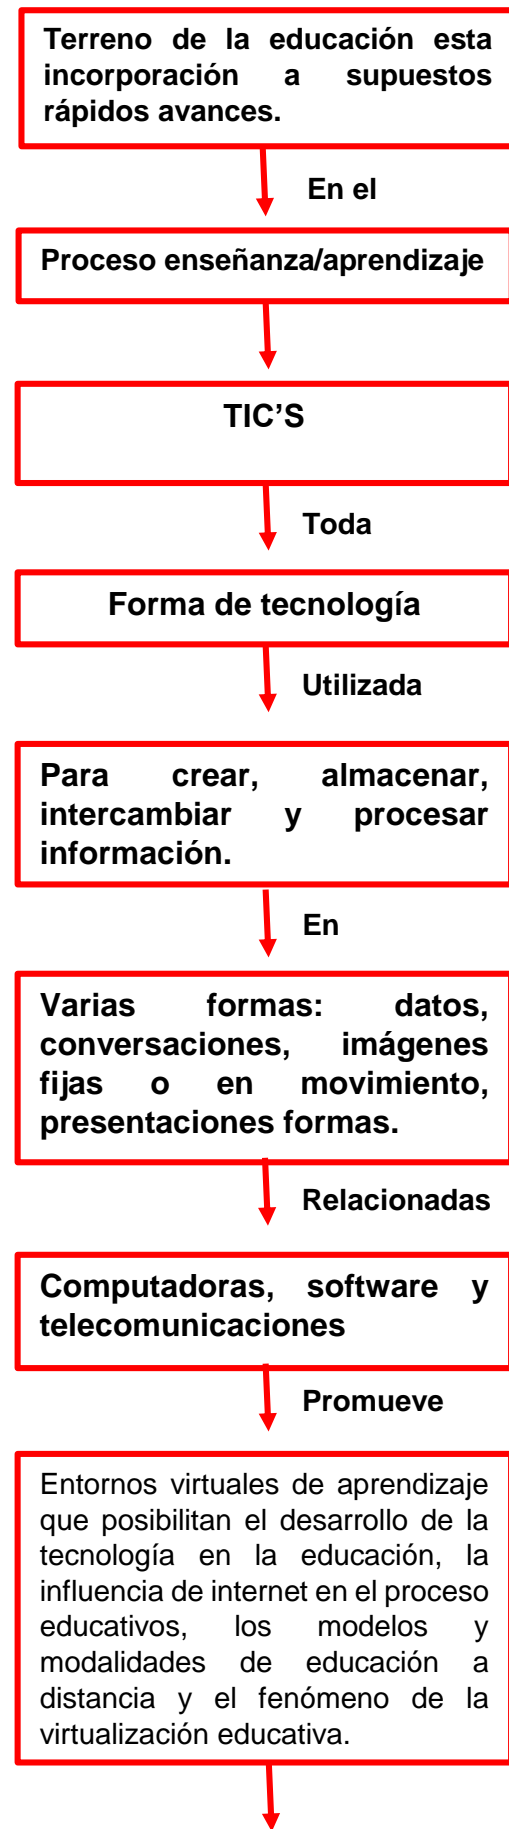 Terreno de la educación esta
incorporación a supuestos
rápidos avances.
En el
Proceso enseñanza/aprendizaje
TIC’S
Toda
Forma de tecnología
Utilizada
Para crear, almacenar,
intercambiar y procesar
información.
En
Varias formas: datos,
conversaciones, imágenes
fijas o en movimiento,
presentaciones formas.
Relacionadas
Computadoras, software y
telecomunicaciones
Promueve
Entornos virtuales de aprendizaje
que posibilitan el desarrollo de la
tecnología en la educación, la
influencia de internet en el proceso
educativos, los modelos y
modalidades de educación a
distancia y el fenómeno de la
virtualización educativa.